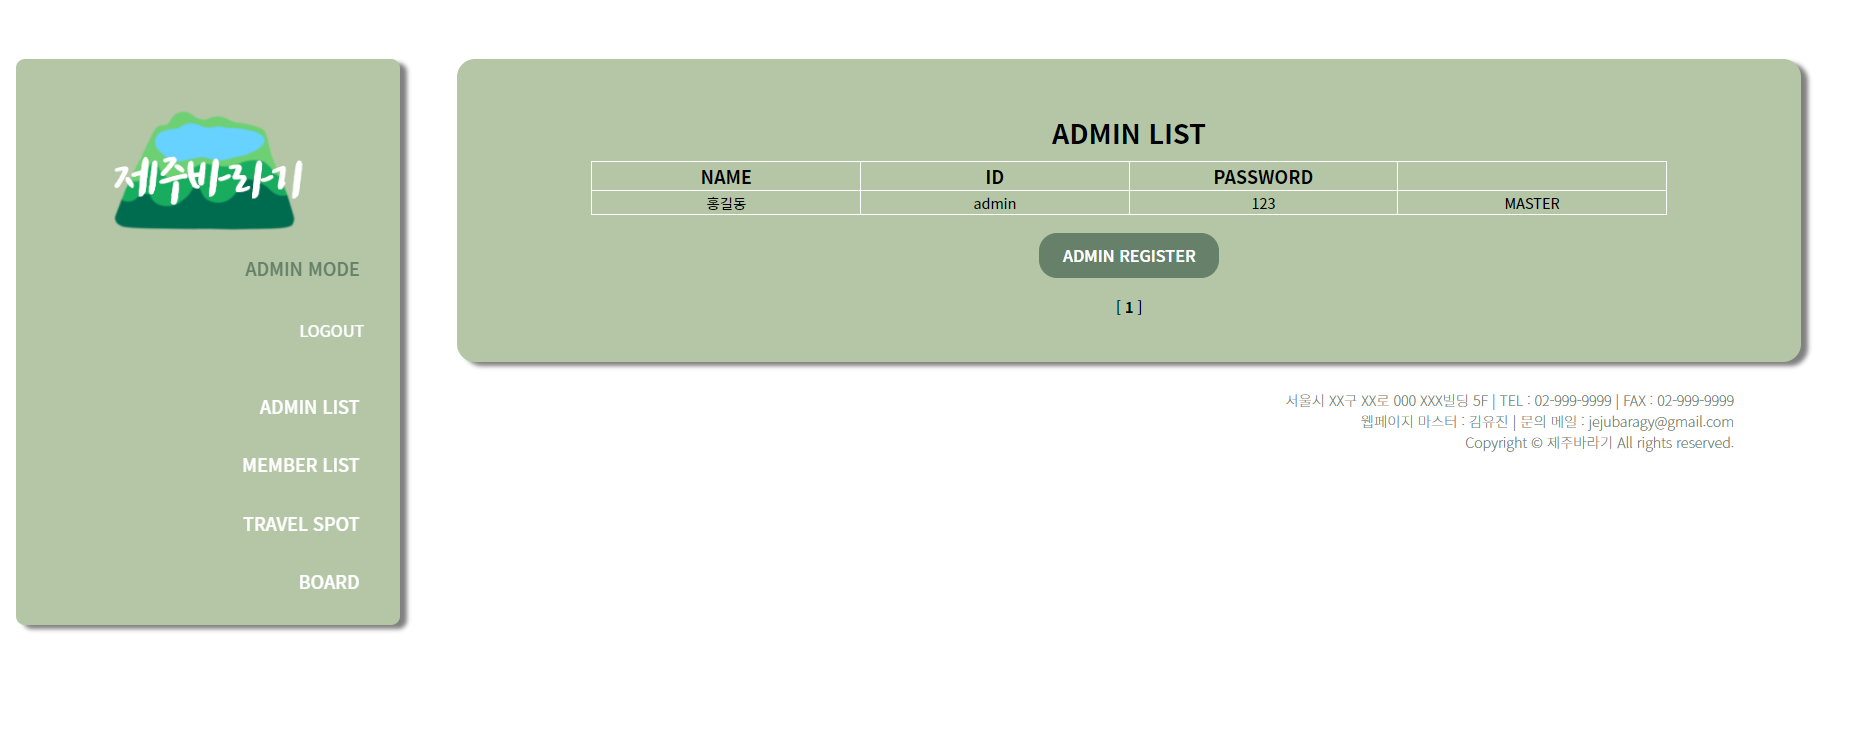 제주바라기
ADMIN MODE
LOGOUT
ADMIN LIST
MEMBER LIST
TRAVEL SPOT
BOARD
ADMIN LIST
NAME ID PASSWORD
홍길동 admin 123 MASTER
ADMIN REGISTER
[ 1 ]
서울시 XX구 XX로 000 XXX빌딩 5F | TEL : 02-999-9999 | FAX : 02-999-9999
웹페이지 마스터 : 김유진 | 문의 메일 : jejubaragy@gmail.com
Copyright © 제주바라기 All rights reserved.